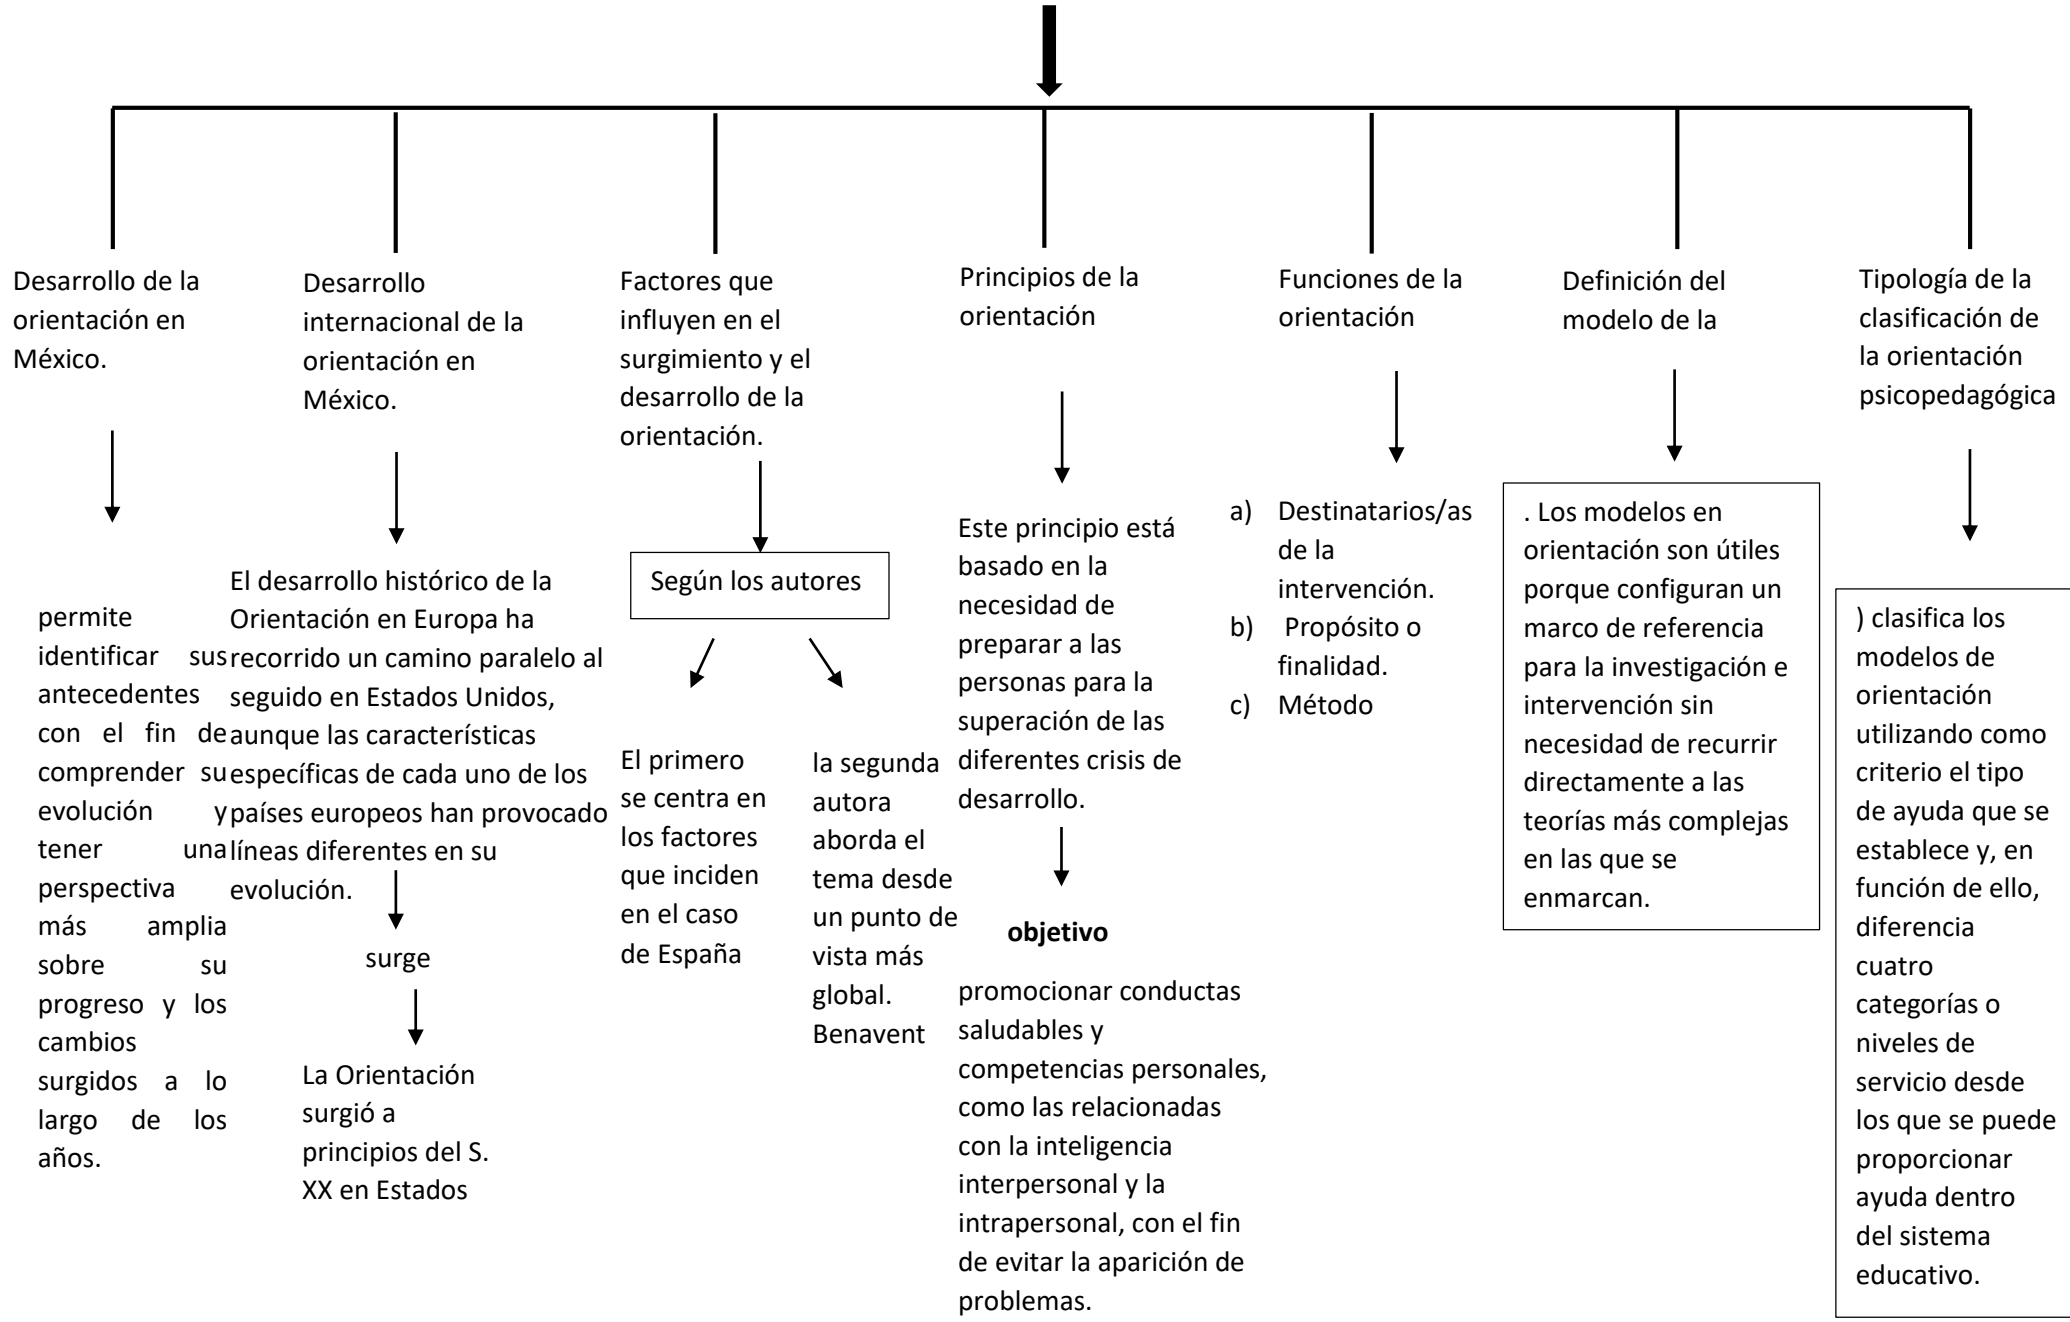 Desarrollo de la
orientación en
México.
permite
identificar sus
antecedentes
con el fin de
comprender su
evolución y
tener una
perspectiva
más amplia
sobre su
progreso y los
cambios
surgidos a lo
largo de los
años.
Desarrollo
internacional de la
orientación en
México.
El desarrollo histórico de la
Orientación en Europa ha
recorrido un camino paralelo al
seguido en Estados Unidos,
aunque las características
específicas de cada uno de los
países europeos han provocado
líneas diferentes en su
evolución.
surge
La Orientación
surgió a
principios del S.
XX en Estados
Factores que
influyen en el
surgimiento y el
desarrollo de la
orientación.
Según los autores
El primero
se centra en
los factores
que inciden
en el caso
de España
la segunda
autora
aborda el
tema desde
un punto de
vista más
global.
Benavent
Principios de la
orientación
Este principio está
basado en la
necesidad de
preparar a las
personas para la
superación de las
diferentes crisis de
desarrollo.
objetivo
promocionar conductas
saludables y
competencias personales,
como las relacionadas
con la inteligencia
interpersonal y la
intrapersonal, con el fin
de evitar la aparición de
problemas.
Funciones de la
orientación
a) Destinatarios/as
de la
intervención.
b) Propósito o
finalidad.
c) Método
Definición del
modelo de la
. Los modelos en
orientación son útiles
porque configuran un
marco de referencia
para la investigación e
intervención sin
necesidad de recurrir
directamente a las
teorías más complejas
en las que se
enmarcan.
Tipología de la
clasificación de
la orientación
psicopedagógica
) clasifica los
modelos de
orientación
utilizando como
criterio el tipo
de ayuda que se
establece y, en
función de ello,
diferencia
cuatro
categorías o
niveles de
servicio desde
los que se puede
proporcionar
ayuda dentro
del sistema
educativo.